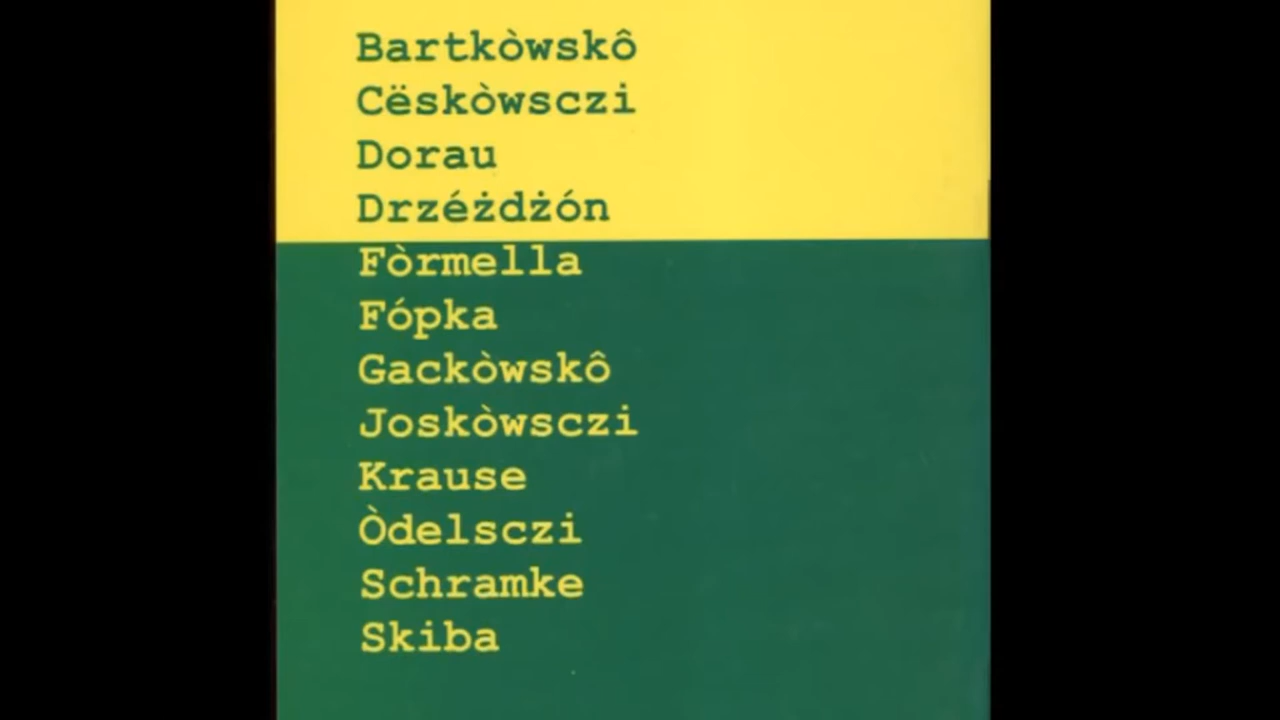 Bartkòwskô
Cëskòwsczi
Dorau
Drzéżdżón
Fòrmella
Fópka
Gackòwskô
Joskòwsczi
Krause
Òdelsczi
Schramke
Skiba